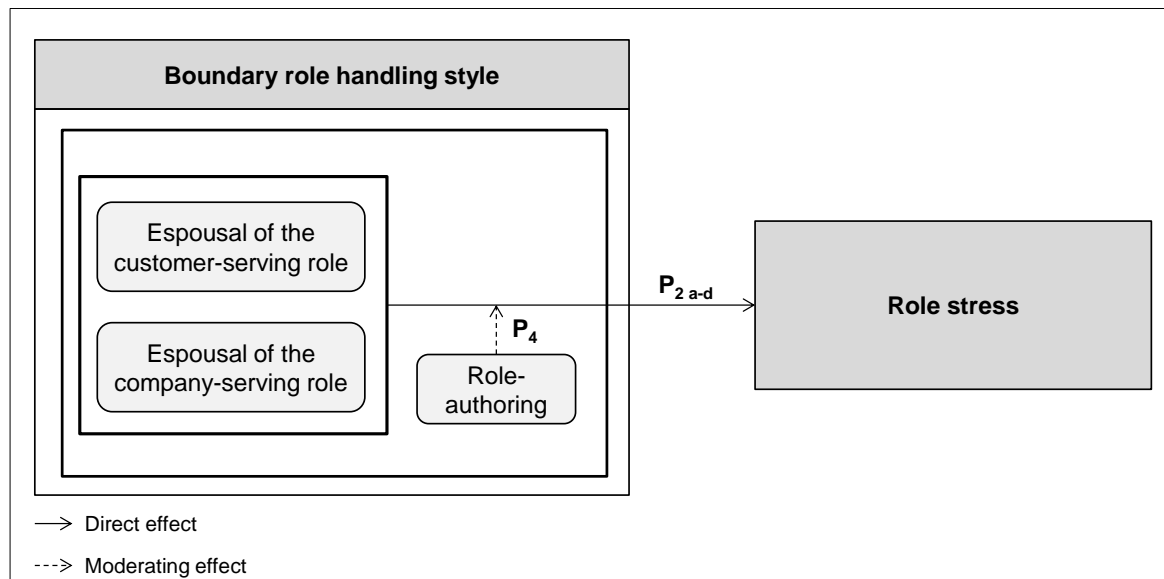 Boundary role handling style
Espousal of the
customer-serving role
Espousal of the
company-serving role
P4
Role-
authoring
P2 a-d
Role stress
Direct effect
Moderating effect